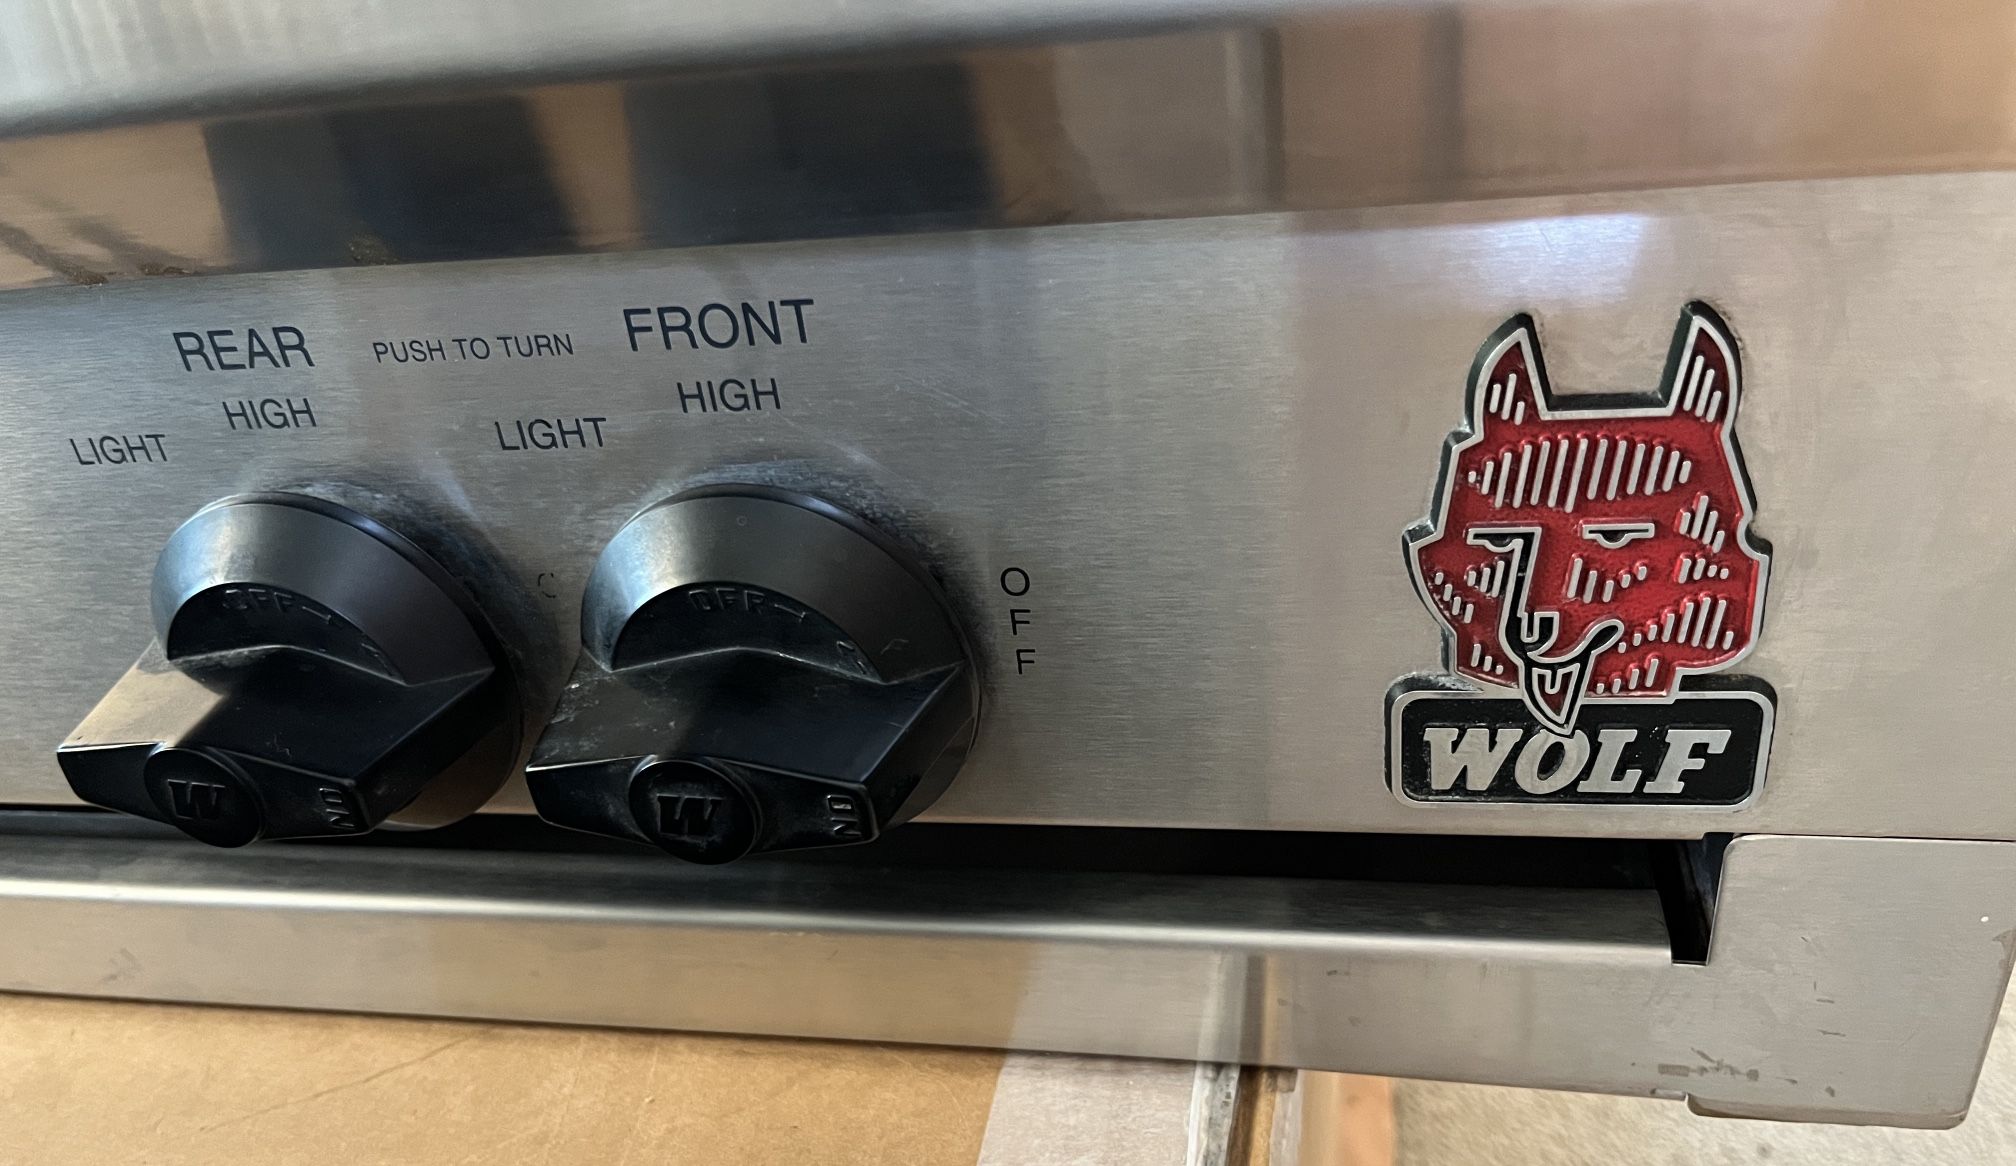 REAR
PUSH TO TURN
FRONT
HIGH
HIGH
LIGHT
LIGHT
OFF
OFF
OFF
W
W
WOLF